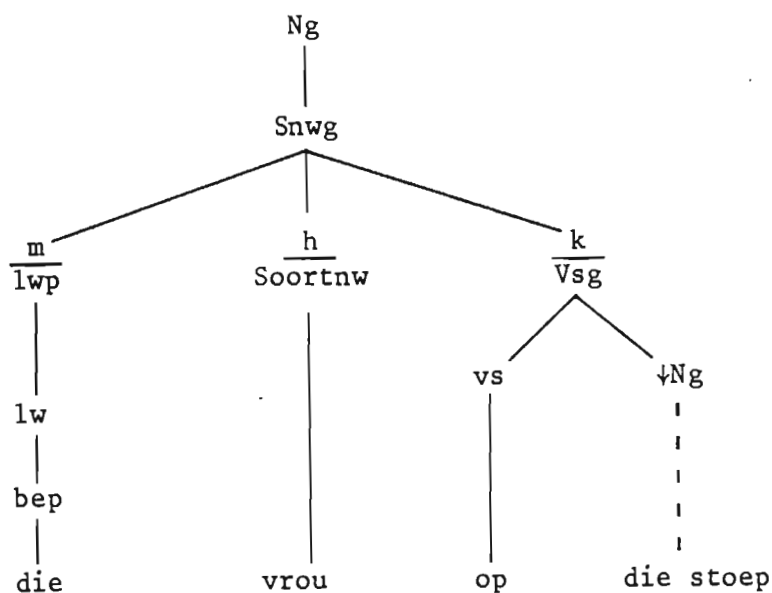 Ng
Snwg
m h k
lwp Soortnw Vsg
vs ↓Ng
lw
bep
die vrou op die stoep